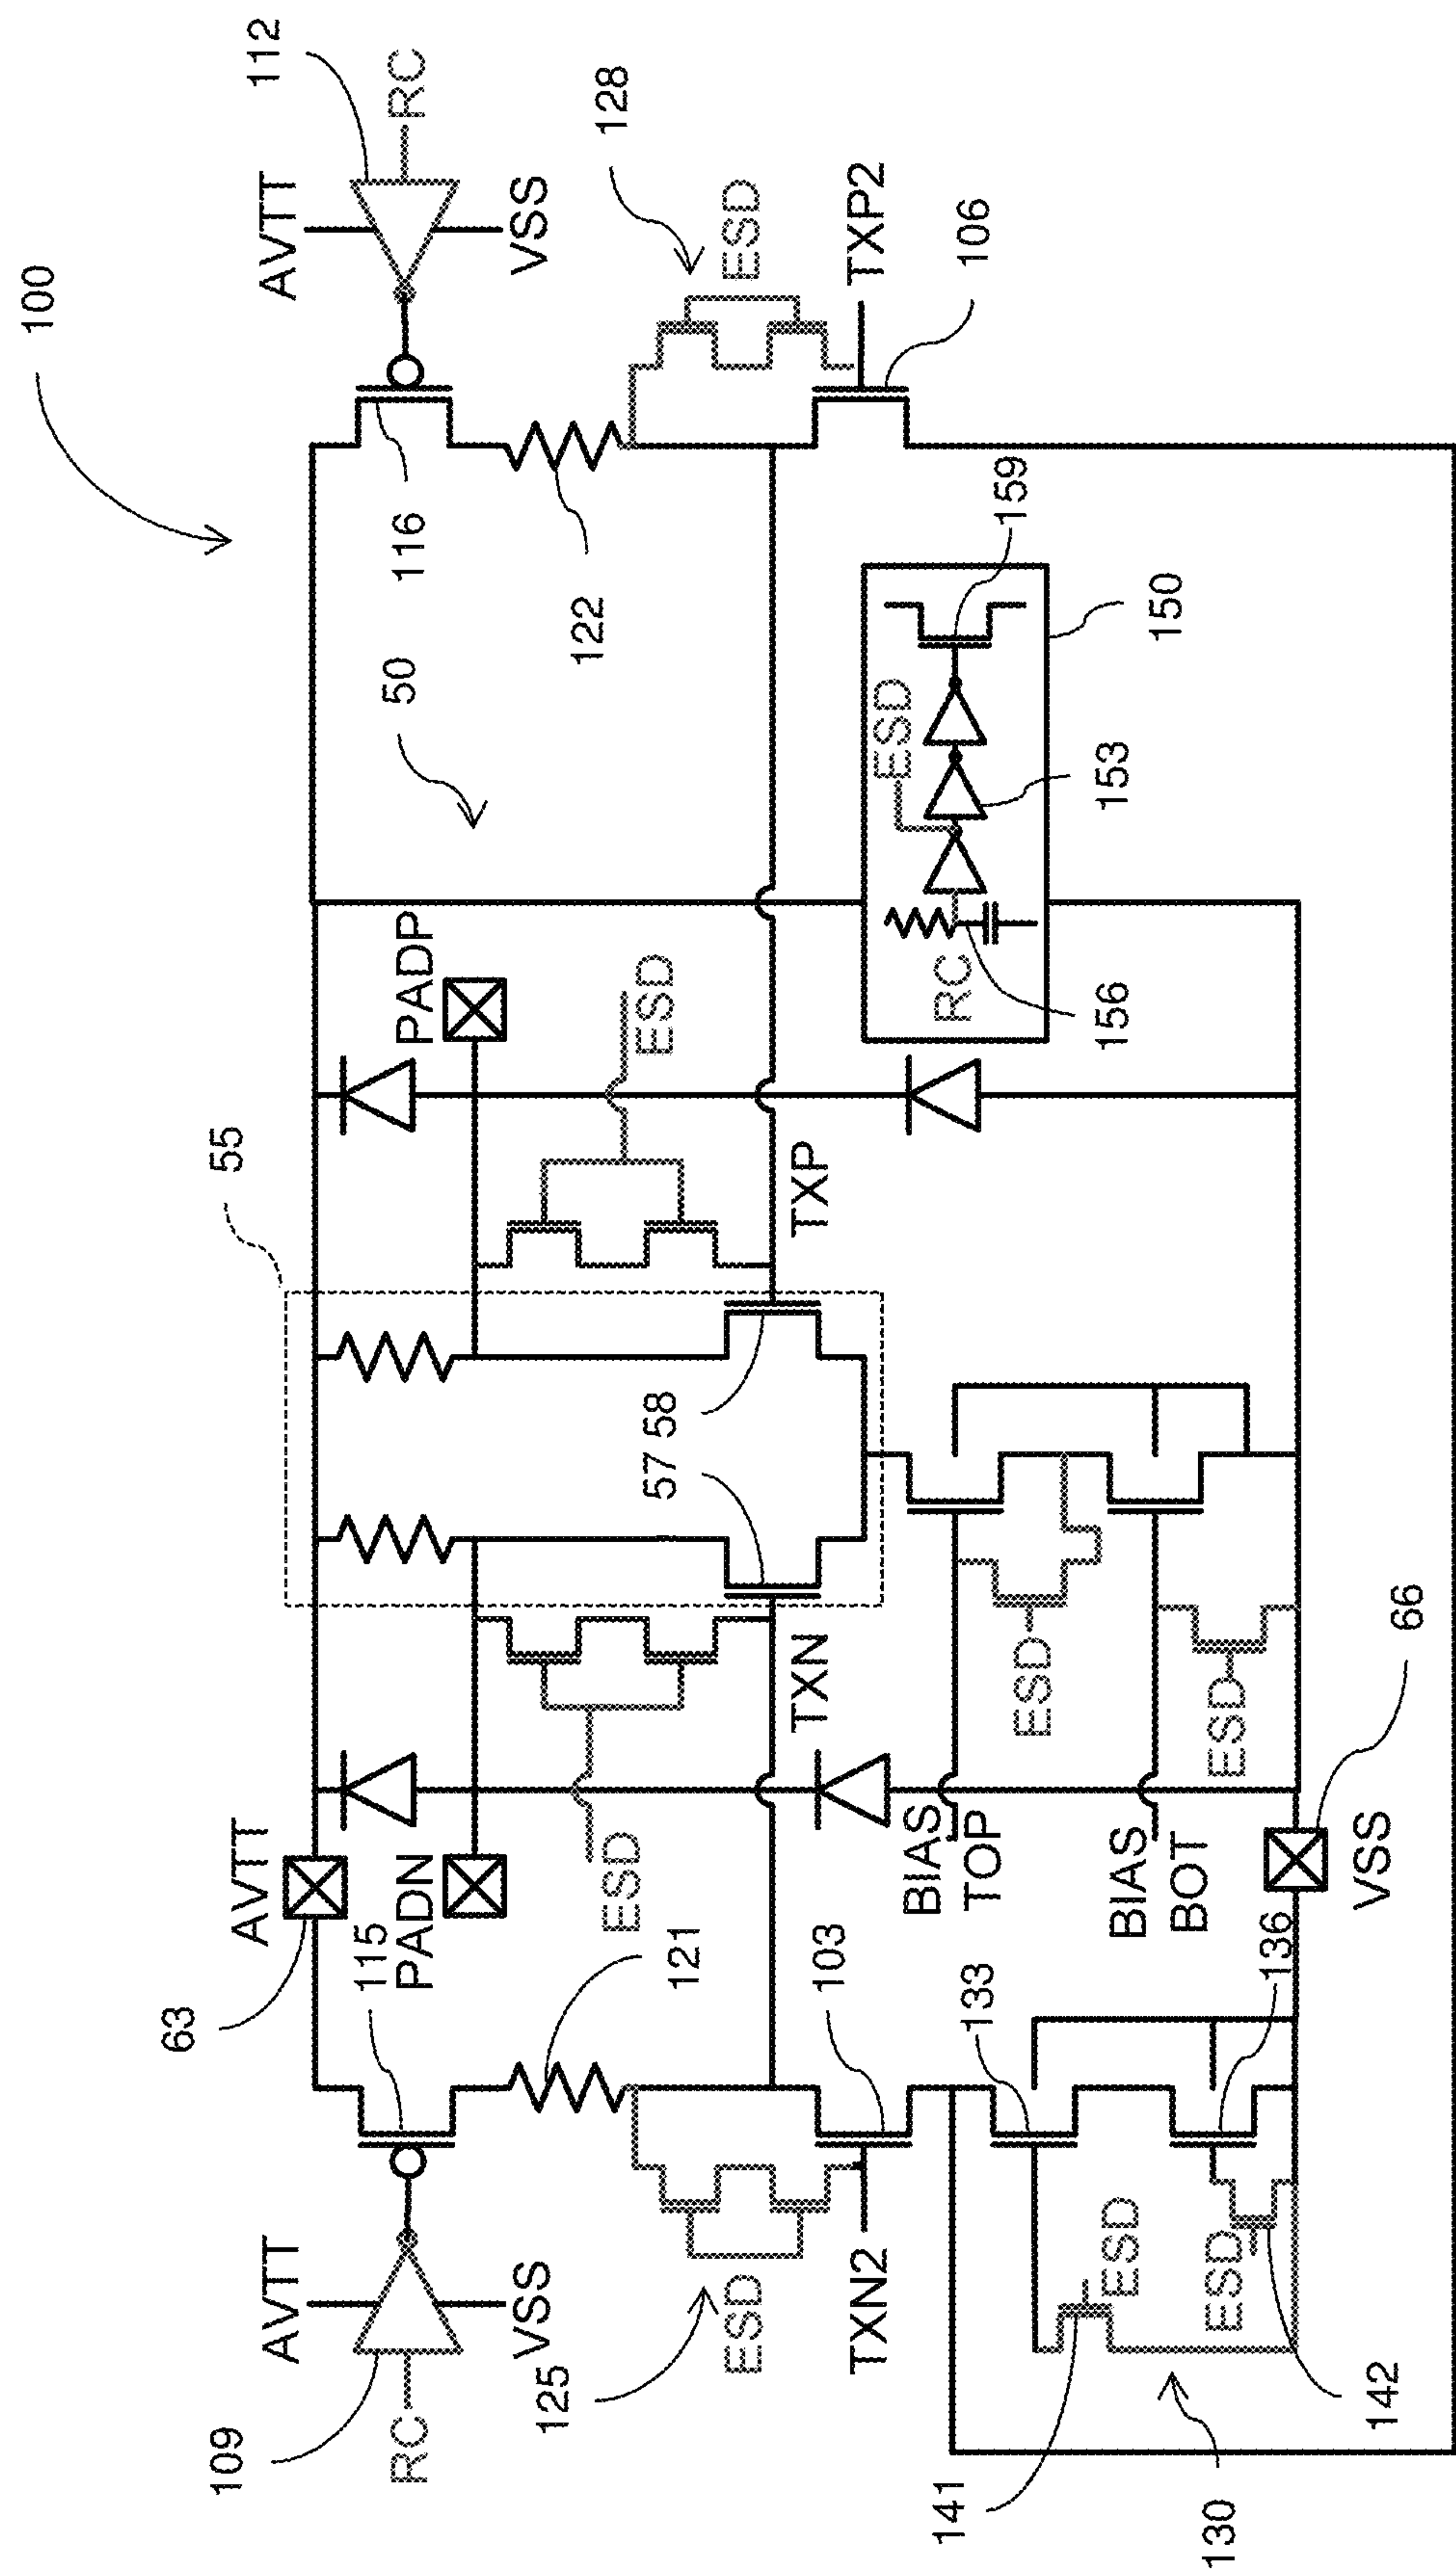 100
AVTT
63
AVTT
VSS
RC
109
115
PADN
121
ESD
125
TXN2
103
133
136
ESD
141
ESD
142
130
ESD
TXN
BIAS
TOP
BIAS
BOT
VSS
66
ESD
ESD
55
57
58
TXP
ESD
PADP
50
RC
156
ESD
153
159
150
AVTT
VSS
RC
112
116
122
128
ESD
TXP2
106